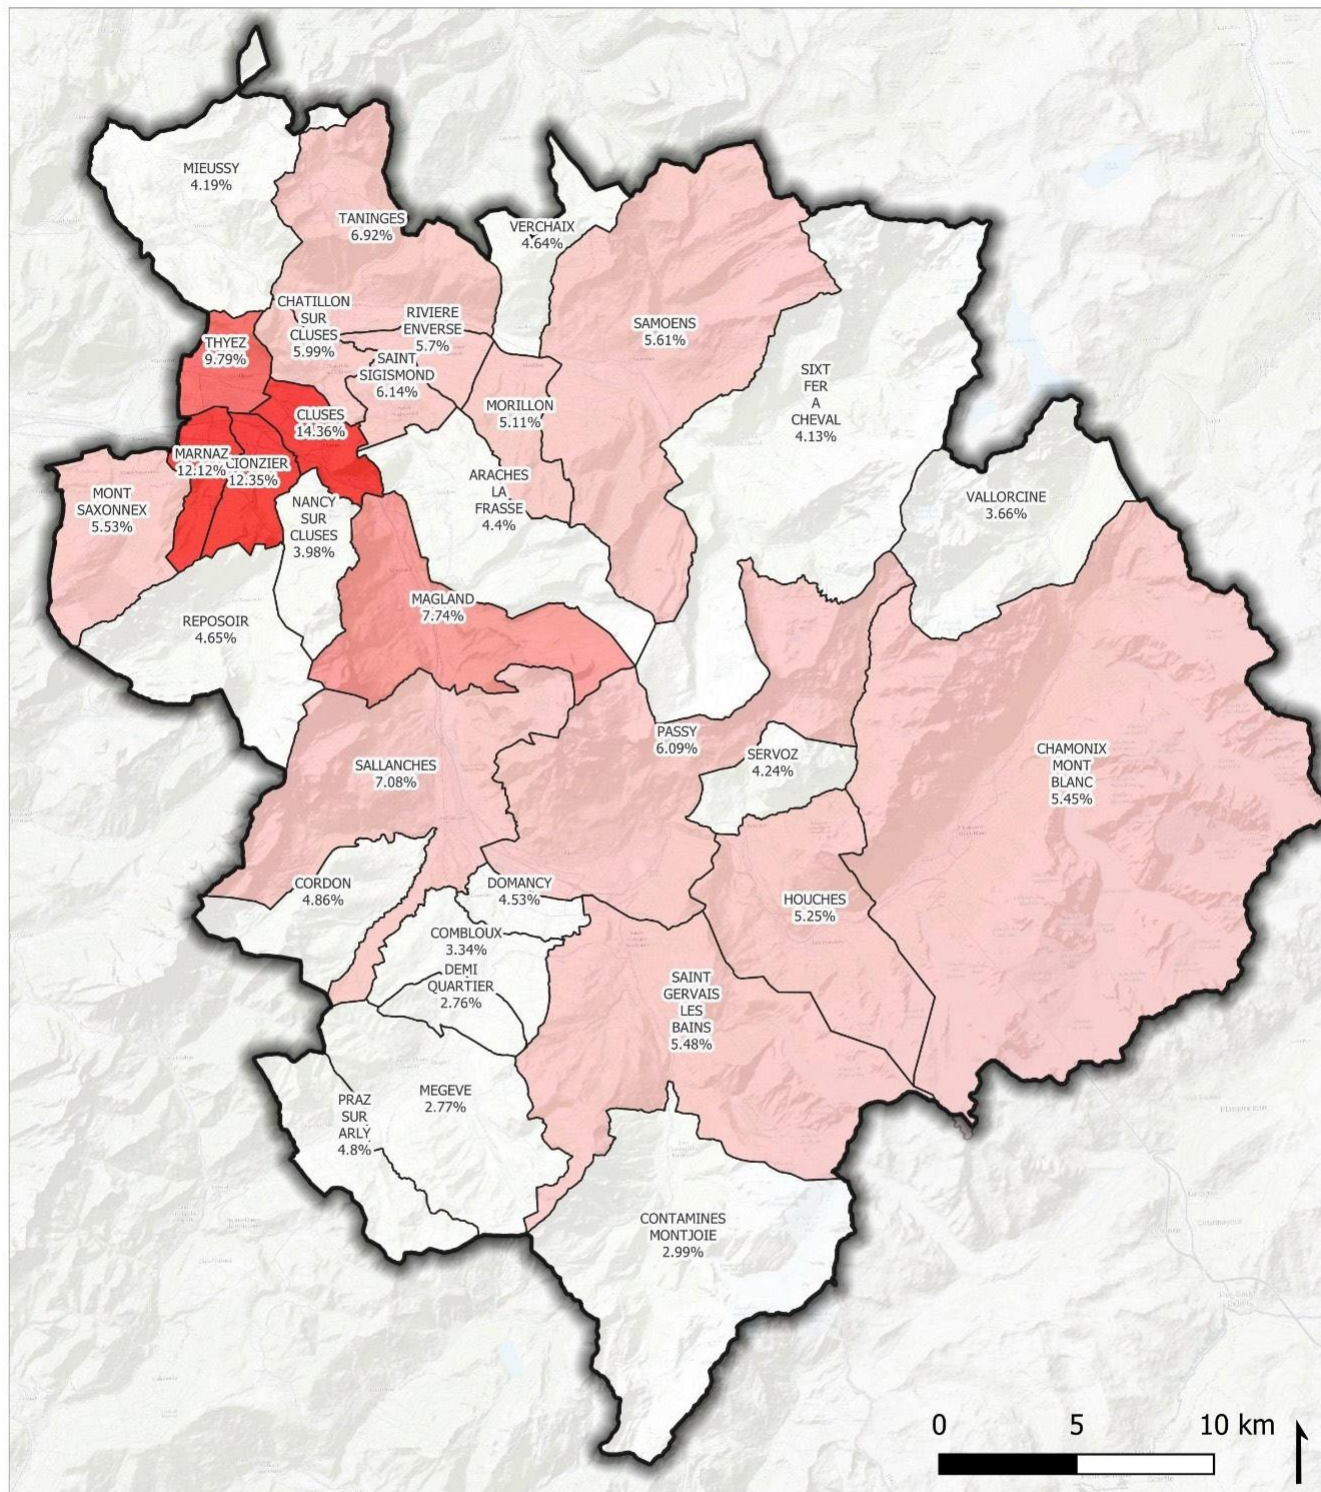 MIEUSSY
4.19%
TANINGES
6.92%
VERCHAIX
4.64%
CHATILLON
SUR
CLUSES
5.99%
RIVIERE
ENVERSE
5.7%
SAMOENS
5.61%
THYEZ
9.79%
SAINT
SIGISMOND
6.14%
SIXT
FER
A
CHEVAL
4.13%
CLUSES
14.36%
MORILLON
5.11%
MARNAZ
12.12%
CIONZIER
12.35%
MONT
SAXONNEX
5.53%
NANCY
SUR
CLUSES
3.98%
ARACHES
LA
FRASSE
4.4%
VALLORCINE
3.66%
MAGLAND
7.74%
REPOSOIR
4.65%
PASSY
6.09%
SERVOZ
4.24%
CHAMONIX
MONT
BLANC
5.45%
SALLANCHES
7.08%
CORDON
4.86%
DOMANCY
4.53%
HOUCHES
5.25%
COMBLOUX
3.34%
DEMI
QUARTIER
2.76%
SAINT
GERVAIS
LES
BAINS
5.48%
MEGEVE
2.77%
PRAZ
SUR
ARLY
4.8%
CONTAMINES
MONTJOIE
2.99%
0 5 10 km